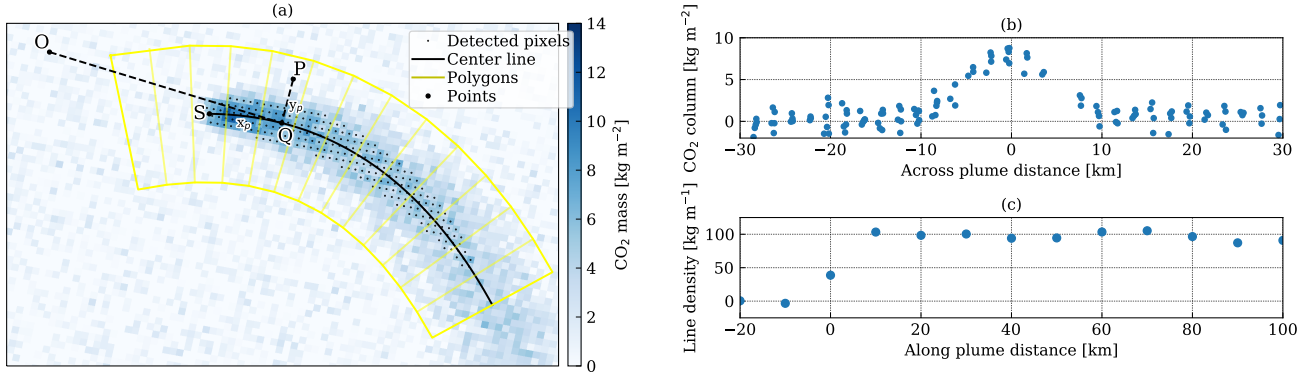 (a)
O
P
S
x_ρ
y_ρ
Q
Detected pixels
Center line
Polygons
Points
14
12
10
8
6
4
2
0
CO₂ mass [kg m⁻²]
(b)
CO₂ column [kg m⁻²]
10
5
0
−30 −20 −10 0 10 20 30
Across plume distance [km]
(c)
Line density [kg m⁻¹]
100
50
0
−20 0 20 40 60 80 100
Along plume distance [km]